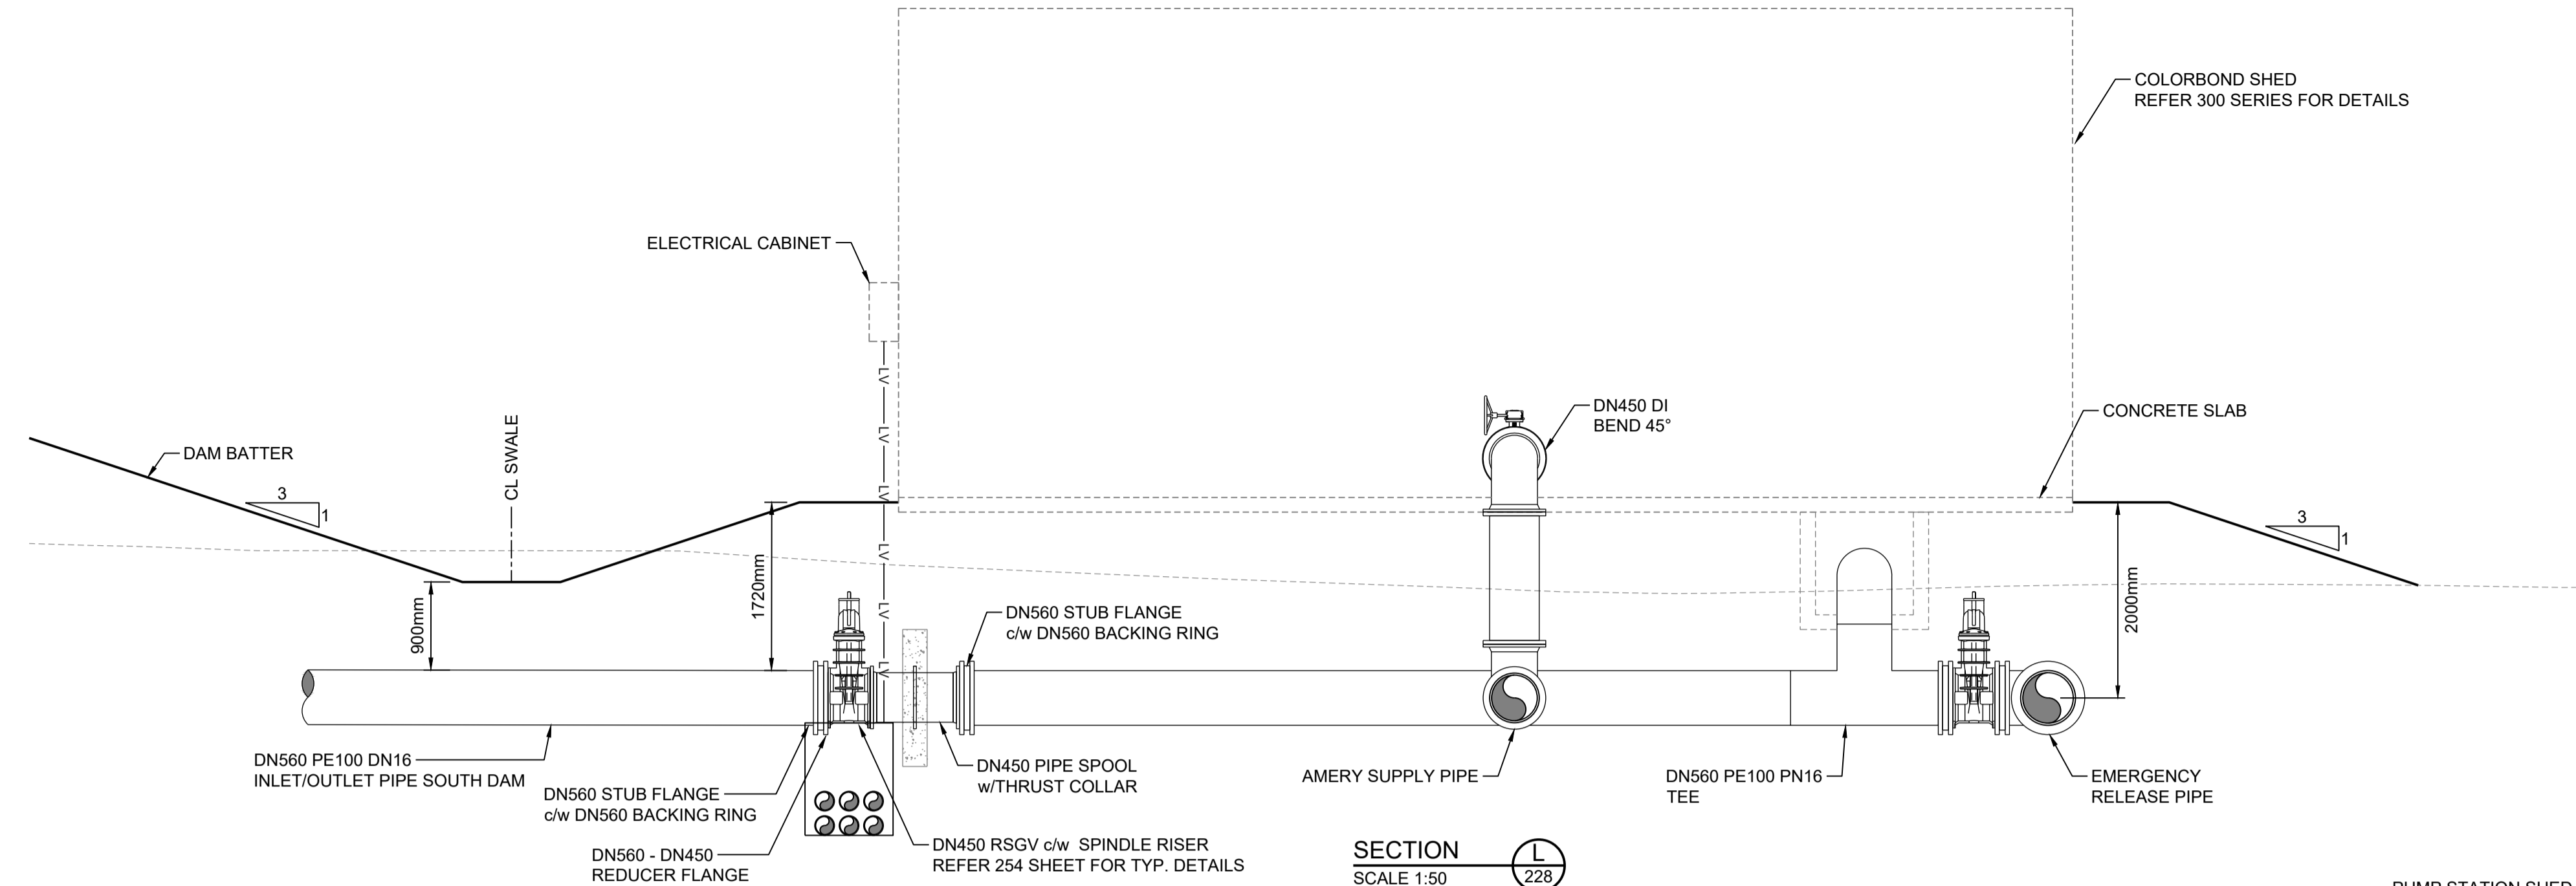 COLORBOND SHED
REFER 300 SERIES FOR DETAILS
ELECTRICAL CABINET
LV
LV
LV
LV
LV
LV
DN450 DI
BEND 45°
CONCRETE SLAB
DAM BATTER
CL SWALE
3
1
3
1
900mm
1720mm
2000mm
DN560 STUB FLANGE
c/w DN560 BACKING RING
DN560 PE100 DN16
INLET/OUTLET PIPE SOUTH DAM
DN560 STUB FLANGE
c/w DN560 BACKING RING
DN560 - DN450
REDUCER FLANGE
DN450 PIPE SPOOL
w/THRUST COLLAR
DN450 RSGV c/w SPINDLE RISER
REFER 254 SHEET FOR TYP. DETAILS
AMERY SUPPLY PIPE
DN560 PE100 PN16
TEE
EMERGENCY
RELEASE PIPE
SECTION
SCALE 1:50
L
228
PUMP STATION SHED